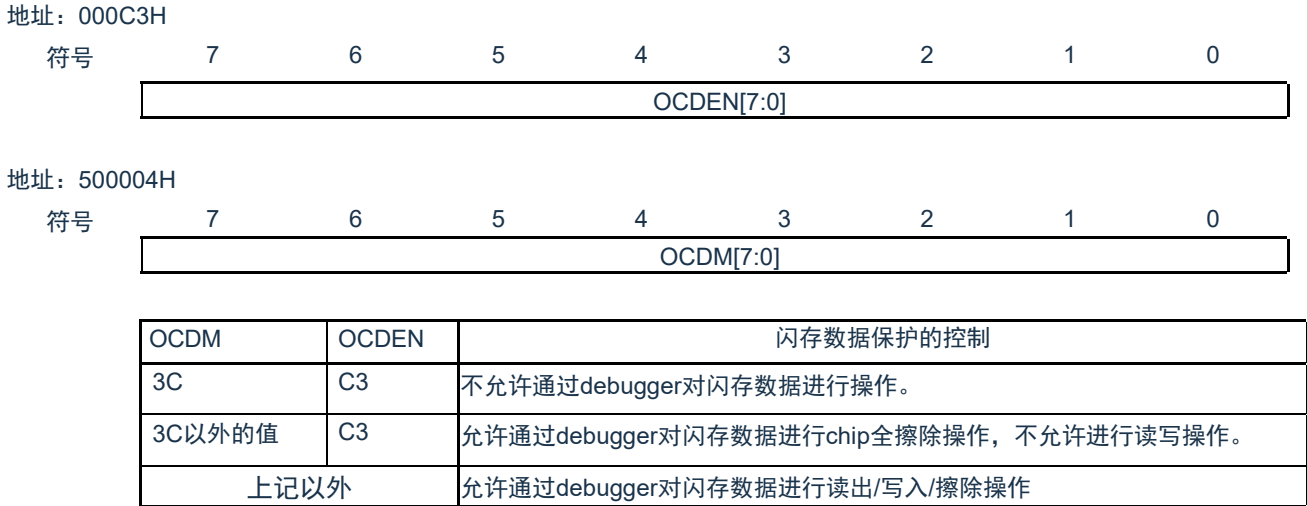 地址：000C3H
符号 7 6 5 4 3 2 1 0
OCDEN[7:0]
地址：500004H
符号 7 6 5 4 3 2 1 0
OCDM[7:0]
OCDM OCDEN 闪存数据保护的控制
3C C3 不允许通过debugger对闪存数据进行操作。
3C以外的值 C3 允许通过debugger对闪存数据进行chip全擦除操作，不允许进行读写操作。
上记以外 允许通过debugger对闪存数据进行读出/写入/擦除操作